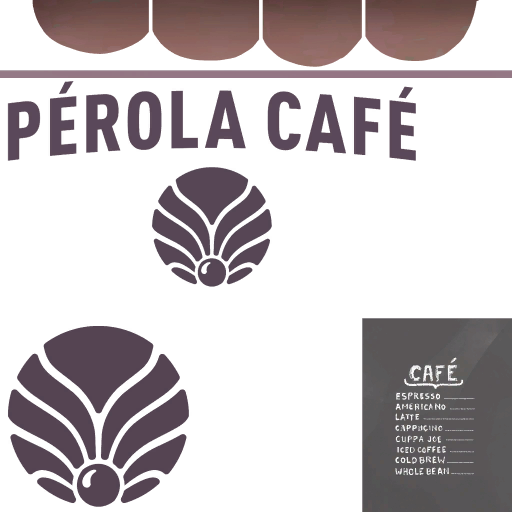 PÉROLA CAFÉ
CAFÉ
ESPRESSO
AMERICANO
LATTE
CAPPUCINO
CUPPA JOE
ICED COFFEE
COLD BREW
WHOLE BEAN